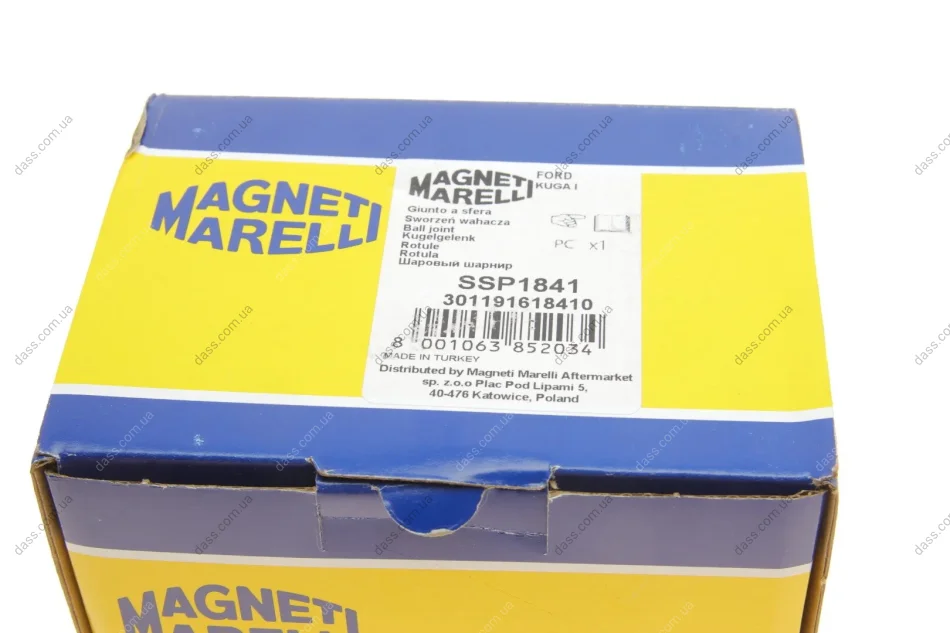 MAGNETI
MARELLI
MAGNETI
MARELLI
FORD
KUGA I
Giunto a sfera
Sworzeń wahacza
Ball joint
Kugelgelenk
Rotule
Rotula
Шаровый шарнир
PC x1
SSP1841
301191618410
8 001063 852034
MADE IN TURKEY
Distributed by Magneti Marelli Aftermarket
sp. z.o.o Plac Pod Lipami 5,
40-476 Katowice, Poland
MAGNETI
MARELLI
dass.com.ua